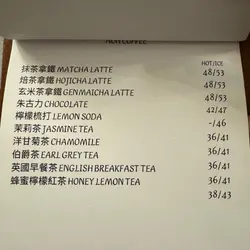 NON COFFEE
HOT/ICE
抹茶拿鐵 MATCHA LATTE 48/53
焙茶拿鐵 HOJICHA LATTE 48/53
玄米茶拿鐵 GENMAICHA LATTE 48/53
朱古力 CHOCOLATE 42/47
檸檬梳打 LEMON SODA -/46
茉莉茶 JASMINE TEA 36/41
洋甘菊茶 CHAMOMILE 36/41
伯爵茶 EARL GREY TEA 36/41
英國早餐茶 ENGLISH BREAKFAST TEA 36/41
蜂蜜檸檬紅茶 HONEY LEMON TEA 38/43